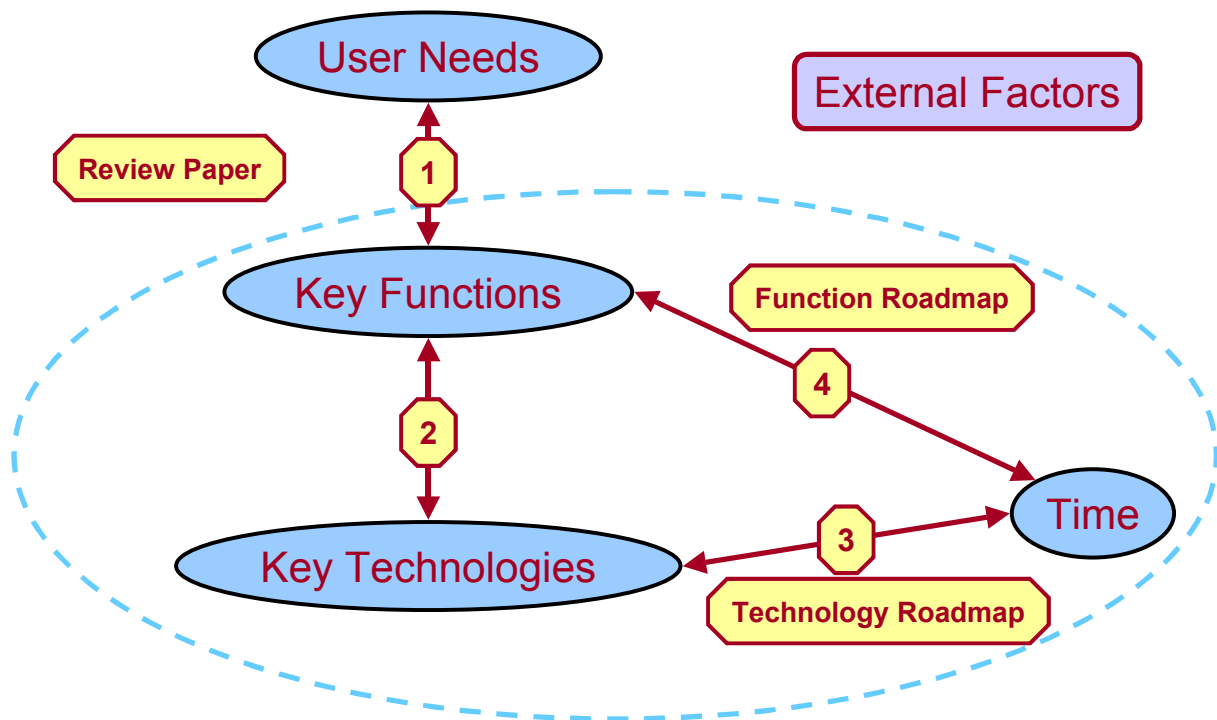 User Needs
External Factors
Review Paper
1
Key Functions
Function Roadmap
4
2
Time
3
Key Technologies
Technology Roadmap